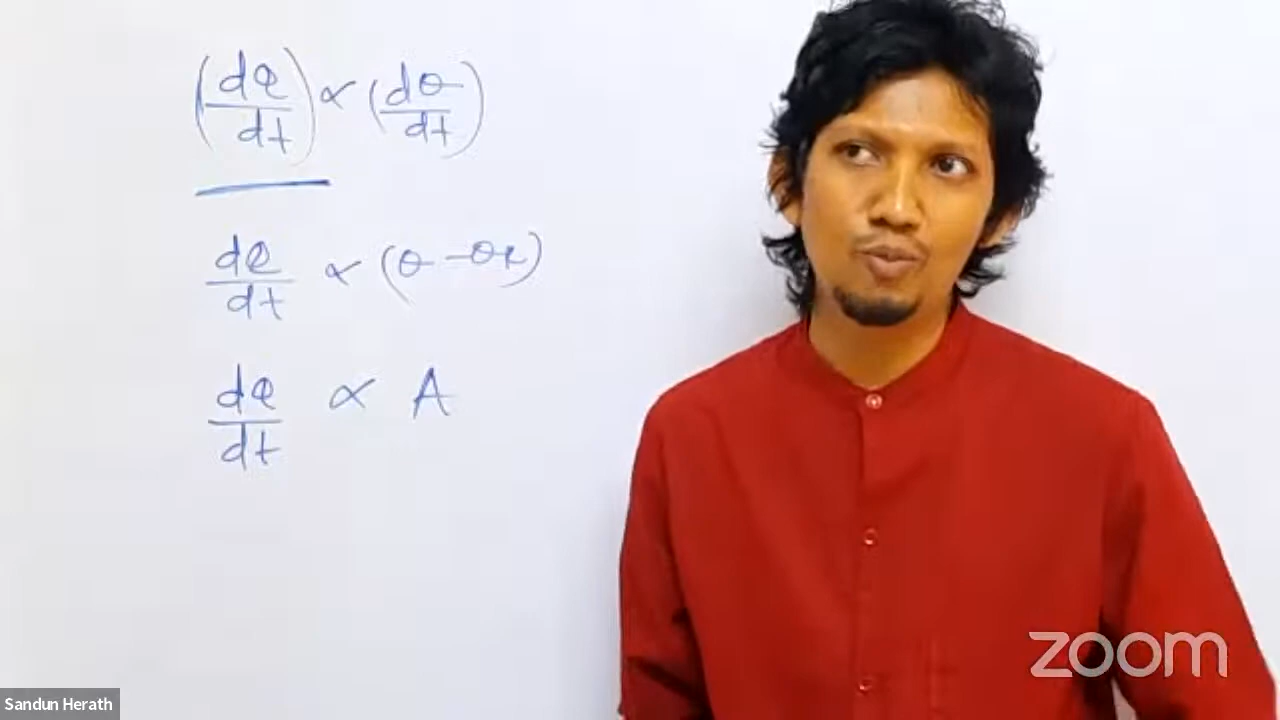 (dQ/dt) ∝ (dθ/dt)
dQ/dt ∝ (θ - θR)
dQ/dt ∝ A
zoom
Sandun Herath